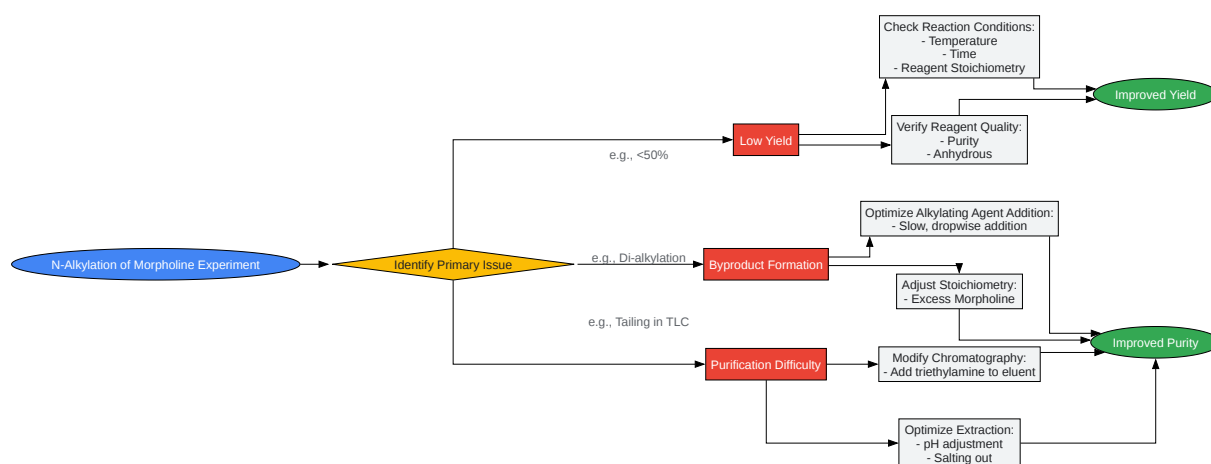 Check Reaction Conditions:
- Temperature
- Time
- Reagent Stoichiometry
Improved Yield
Verify Reagent Quality:
- Purity
- Anhydrous
Low Yield
e.g., <50%
Optimize Alkylating Agent Addition:
- Slow, dropwise addition
N-Alkylation of Morpholine Experiment
Identify Primary Issue
e.g., Di-alkylation
Byproduct Formation
Adjust Stoichiometry:
- Excess Morpholine
e.g., Tailing in TLC
Improved Purity
Purification Difficulty
Modify Chromatography:
- Add triethylamine to eluent
Optimize Extraction:
- pH adjustment
- Salting out